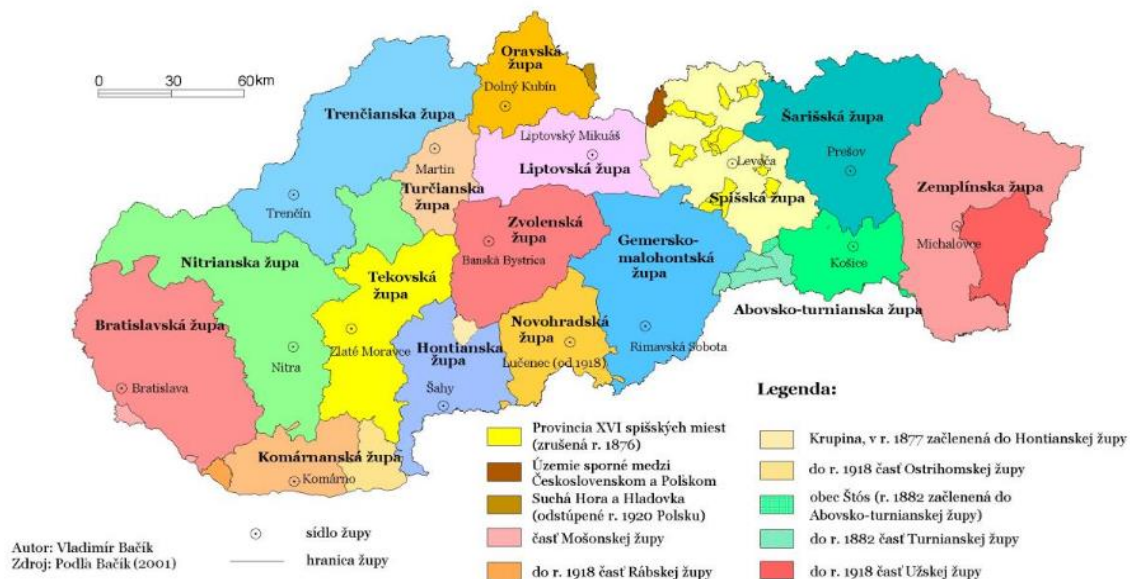 0 30 60km
Oravská
župa
Dolný Kubín
Trenčianska župa
Trenčín
Martin
Turčianska
župa
Liptovský Mikuáš
Liptovská župa
Levoča
Spišská župa
Šarišská župa
Prešov
Zemplínska župa
Michalovce
Nitrianska župa
Nitra
Tekovská
župa
Zlaté Moravce
Zvolenská
župa
Banská Bystrica
Gemersko-
malohontská
župa
Rimavská Sobota
Košice
Abovsko-turnianska župa
Bratislavská župa
Bratislava
Hontianska
župa
Šahy
Novohradská
župa
Lučenec (od 1918)
Komárnanská župa
Komárno
sídlo župy
hranica župy
Autor: Vladimír Bačík
Zdroj: Podľa Bačík (2001)
Legenda:
Provincia XVI spišských miest
(zrušená r. 1876)
Územie sporné medzi
Československom a Poľskom
Suchá Hora a Hladovka
(odstúpené r. 1920 Polsku)
časť Mošonskej župy
do r. 1918 časť Rábskej župy
Krupina, v r. 1877 začlenená do Hontianskej župy
do r. 1918 časť Ostrihomskej župy
obec Štós (r. 1882 začlenená do
Abovsko-turnianskej župy)
do r. 1882 časť Turnianskej župy
do r. 1918 časť Užskej župy